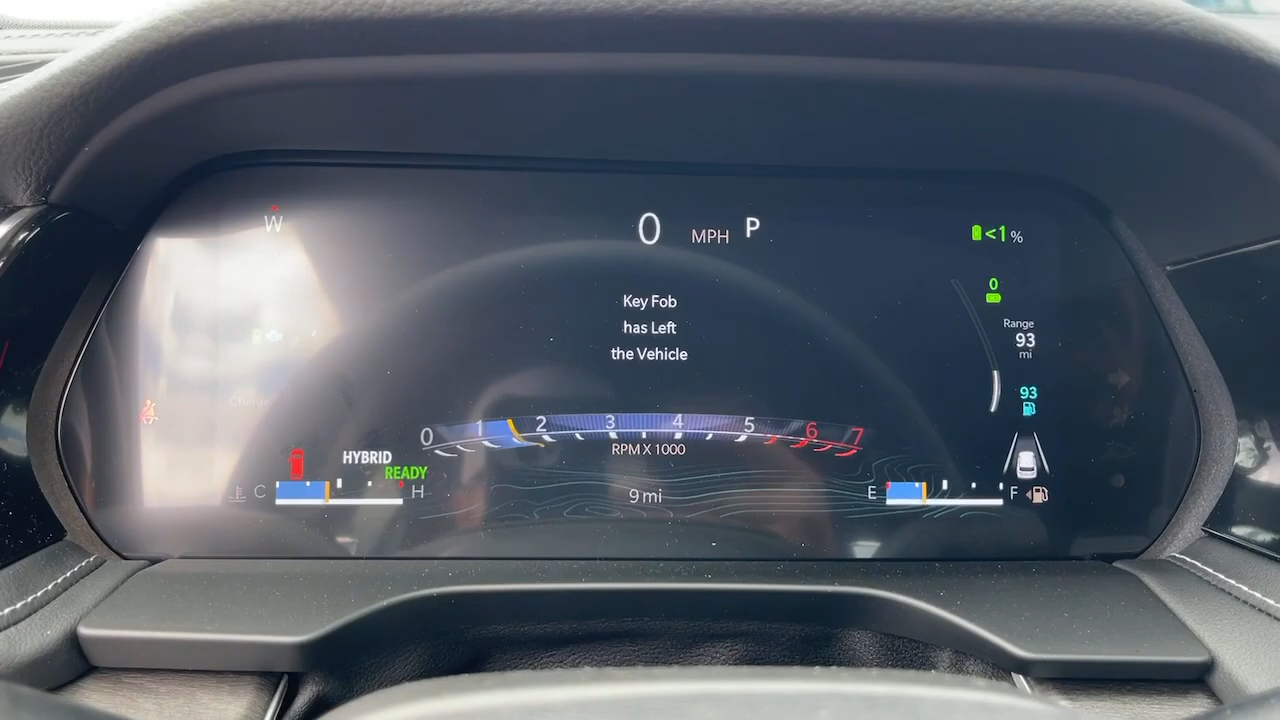 W
0 MPH P
<1 %
Key Fob
has Left
the Vehicle
0
Range
93
mi
93
0 1 2 3 4 5 6 7
RPM X 1000
HYBRID
READY
C H
9 mi
E F